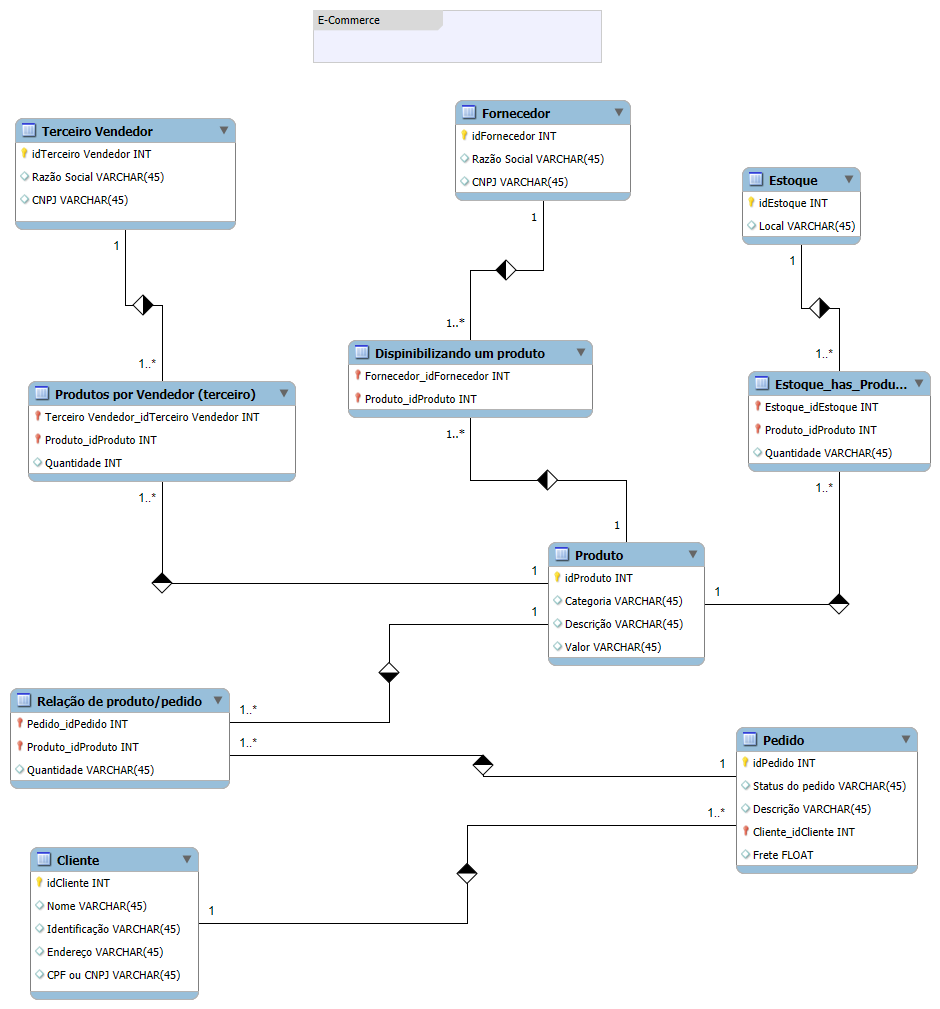 E-Commerce
Terceiro Vendedor
idTerceiro Vendedor INT
Razão Social VARCHAR(45)
CNPJ VARCHAR(45)
Fornecedor
idFornecedor INT
Razão Social VARCHAR(45)
CNPJ VARCHAR(45)
Estoque
idEstoque INT
Local VARCHAR(45)
1
1
1
1..*
1..*
1..*
Produtos por Vendedor (terceiro)
Terceiro Vendedor_idTerceiro Vendedor INT
Produto_idProduto INT
Quantidade INT
Dispinibilizando um produto
Fornecedor_idFornecedor INT
Produto_idProduto INT
Estoque_has_Produ...
Estoque_idEstoque INT
Produto_idProduto INT
Quantidade VARCHAR(45)
1..*
1..*
1..*
1
1
1
1
Produto
idProduto INT
Categoria VARCHAR(45)
Descrição VARCHAR(45)
Valor VARCHAR(45)
Relação de produto/pedido
Pedido_idPedido INT
Produto_idProduto INT
Quantidade VARCHAR(45)
1..*
1..*
1
1..*
Pedido
idPedido INT
Status do pedido VARCHAR(45)
Descrição VARCHAR(45)
Cliente_idCliente INT
Frete FLOAT
Cliente
idCliente INT
Nome VARCHAR(45)
Identificação VARCHAR(45)
Endereço VARCHAR(45)
CPF ou CNPJ VARCHAR(45)
1